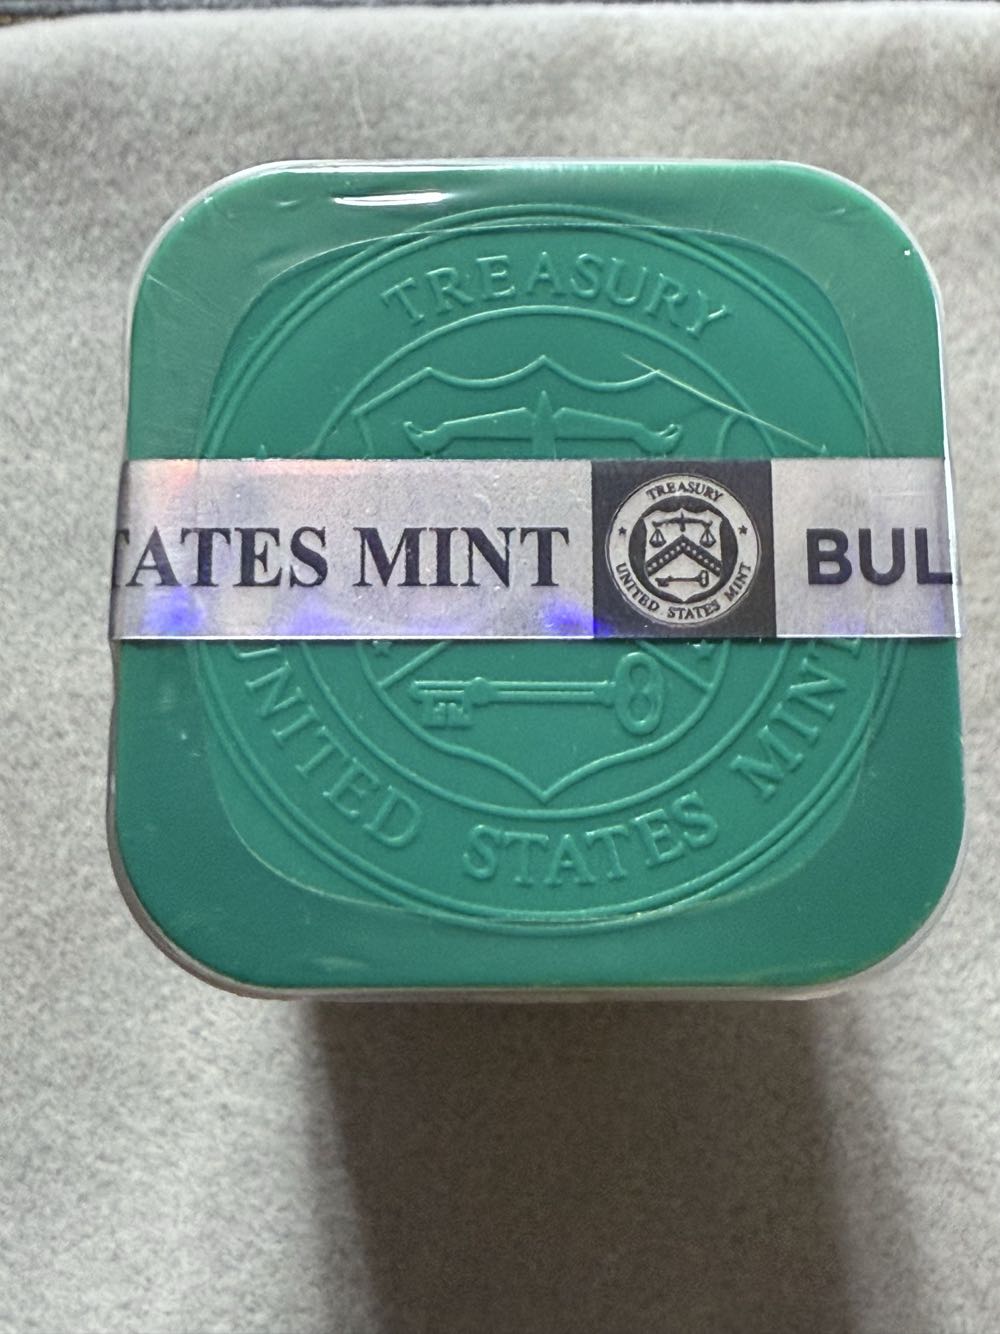 TREASURY
TATES MINT
TREASURY
UNITED STATES MINT
BUL
UNITED STATES MINT